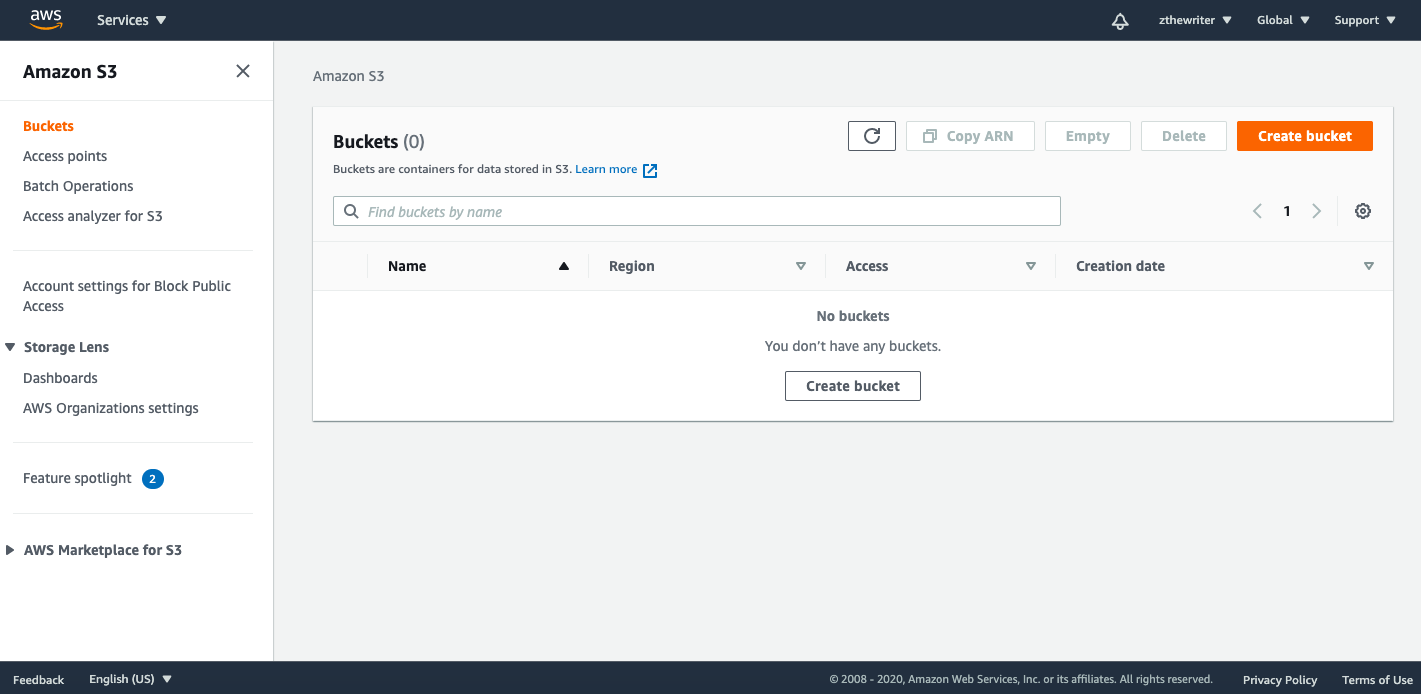 aws
Services
zthewriter
Global
Support
Amazon S3
Buckets
Access points
Batch Operations
Access analyzer for S3
Account settings for Block Public
Access
Storage Lens
Dashboards
AWS Organizations settings
Feature spotlight 2
AWS Marketplace for S3
Amazon S3
Buckets (0)
Copy ARN
Empty
Delete
Create bucket
Buckets are containers for data stored in S3. Learn more
Find buckets by name
1
Name
Region
Access
Creation date
No buckets
You don’t have any buckets.
Create bucket
Feedback
English (US)
© 2008 - 2020, Amazon Web Services, Inc. or its affiliates. All rights reserved.
Privacy Policy
Terms of Use